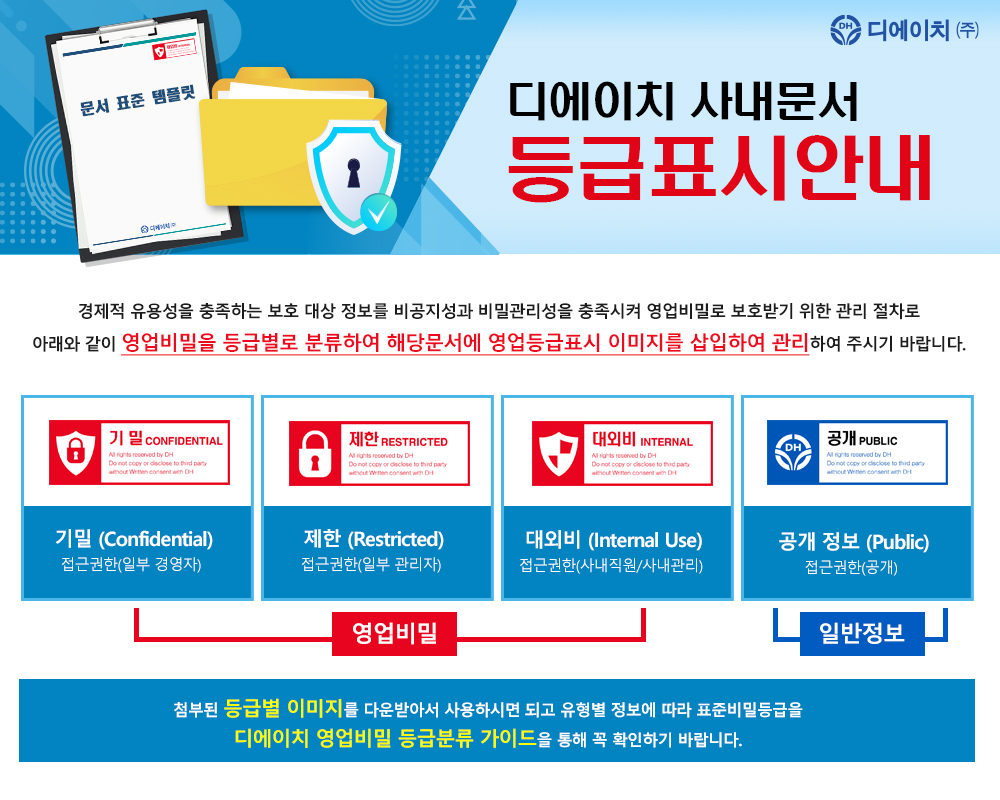 대외비
문서 표준 템플릿
DH 디에이치(주)
DH 디에이치 (주)
디에이치 사내문서
등급표시안내
경제적 유용성을 충족하는 보호 대상 정보를 비공지성과 비밀관리성을 충족시켜 영업비밀로 보호받기 위한 관리 절차로
아래와 같이 영업비밀을 등급별로 분류하여 해당문서에 영업등급표시 이미지를 삽입하여 관리하여 주시기 바랍니다.
기 밀 CONFIDENTIAL
All rights reserved by DH
Do not copy or disclose to third party
without Written consent with DH
기밀 (Confidential)
접근권한(일부 경영자)
제한 RESTRICTED
All rights reserved by DH
Do not copy or disclose to third party
without Written consent with DH
제한 (Restricted)
접근권한(일부 관리자)
대외비 INTERNAL
All rights reserved by DH
Do not copy or disclose to third party
without Written consent with DH
대외비 (Internal Use)
접근권한(사내직원/사내관리)
DH
공개 PUBLIC
All rights reserved by DH
Do not copy or disclose to third party
without Written consent with DH
공개 정보 (Public)
접근권한(공개)
영업비밀
일반정보
첨부된 등급별 이미지를 다운받아서 사용하시면 되고 유형별 정보에 따라 표준비밀등급을
디에이치 영업비밀 등급분류 가이드을 통해 꼭 확인하기 바랍니다.